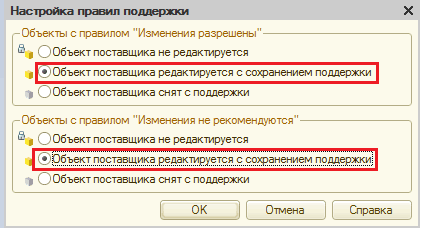 Настройка правил поддержки
Объекты с правилом "Изменения разрешены"
Объект поставщика не редактируется
Объект поставщика редактируется с сохранением поддержки
Объект поставщика снят с поддержки
Объекты с правилом "Изменения не рекомендуются"
Объект поставщика не редактируется
Объект поставщика редактируется с сохранением поддержки
Объект поставщика снят с поддержки
ОК Отмена Справка